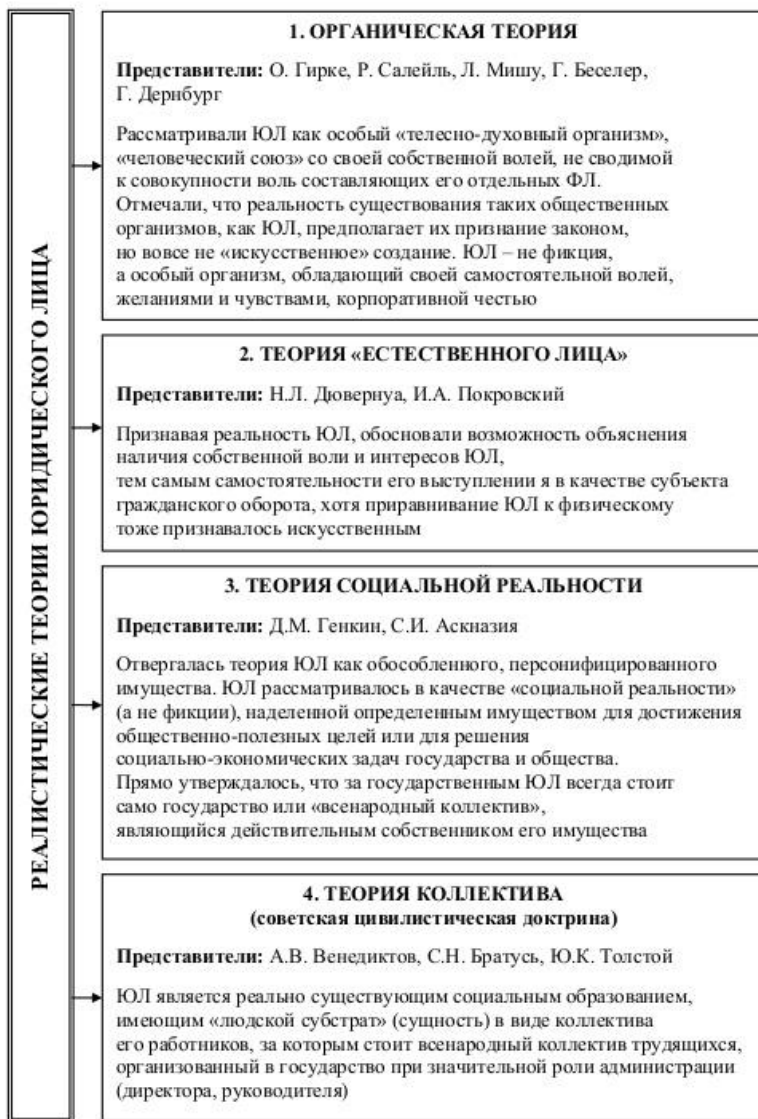 РЕАЛИСТИЧЕСКИЕ ТЕОРИИ ЮРИДИЧЕСКОГО ЛИЦА
1. ОРГАНИЧЕСКАЯ ТЕОРИЯ
Представители: О. Гирке, Р. Салейль, Л. Мишу, Г. Беселер,
Г. Дернбург
Рассматривали ЮЛ как особый «телесно-духовный организм»,
«человеческий союз» со своей собственной волей, не сводимой
к совокупности воль составляющих его отдельных ФЛ.
Отмечали, что реальность существования таких общественных
организмов, как ЮЛ, предполагает их признание законом,
но вовсе не «искусственное» создание. ЮЛ – не фикция,
а особый организм, обладающий своей самостоятельной волей,
желаниями и чувствами, корпоративной честью
2. ТЕОРИЯ «ЕСТЕСТВЕННОГО ЛИЦА»
Представители: Н.Л. Дювернуа, И.А. Покровский
Признавая реальность ЮЛ, обосновали возможность объяснения
наличия собственной воли и интересов ЮЛ,
тем самым самостоятельности его выступлении я в качестве субъекта
гражданского оборота, хотя приравнивание ЮЛ к физическому
тоже признавалось искусственным
3. ТЕОРИЯ СОЦИАЛЬНОЙ РЕАЛЬНОСТИ
Представители: Д.М. Генкин, С.И. Аскназия
Отвергалась теория ЮЛ как обособленного, персонифицированного
имущества. ЮЛ рассматривалось в качестве «социальной реальности»
(а не фикции), наделенной определенным имуществом для достижения
общественно-полезных целей или для решения
социально-экономических задач государства и общества.
Прямо утверждалось, что за государственным ЮЛ всегда стоит
само государство или «всенародный коллектив»,
являющийся действительным собственником его имущества
4. ТЕОРИЯ КОЛЛЕКТИВА
(советская цивилистическая доктрина)
Представители: А.В. Венедиктов, С.Н. Братусь, Ю.К. Толстой
ЮЛ является реально существующим социальным образованием,
имеющим «людской субстрат» (сущность) в виде коллектива
его работников, за которым стоит всенародный коллектив трудящихся,
организованный в государство при значительной роли администрации
(директора, руководителя)